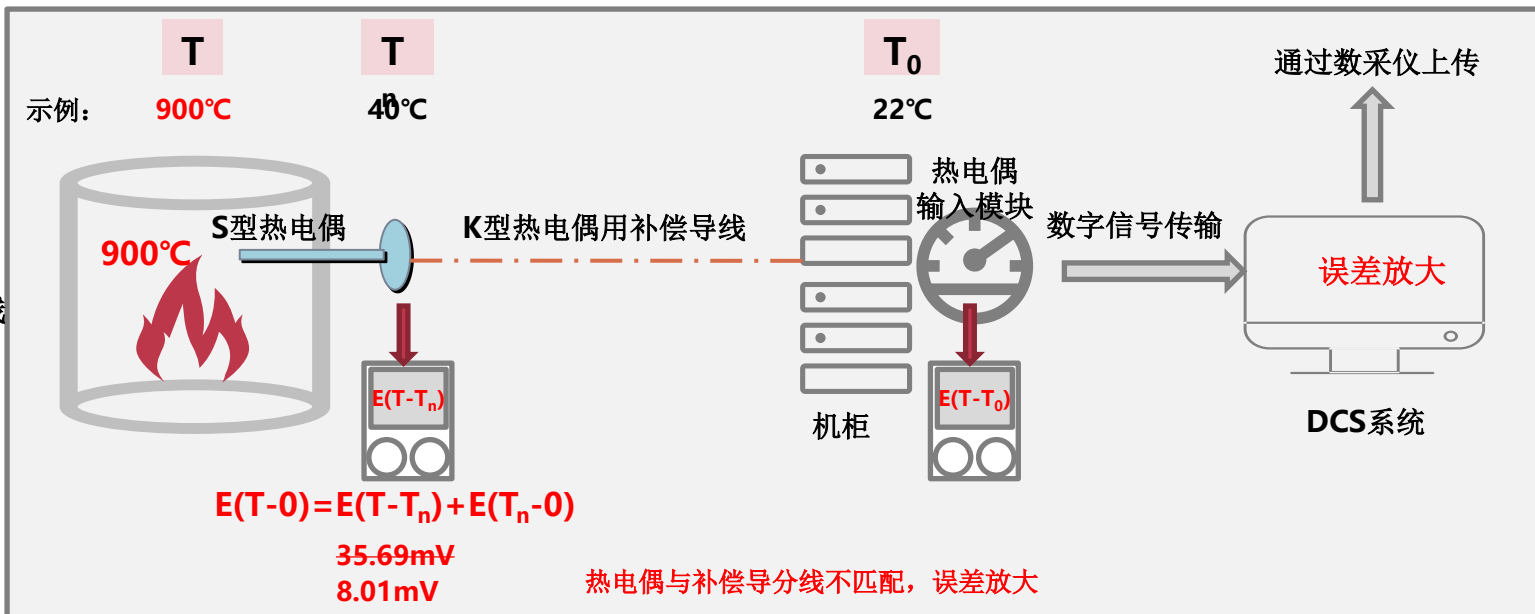 T
Tn
T0
示例：
900℃
40℃
22℃
通过数采仪上传
S型热电偶
K型热电偶用补偿导线
热电偶
输入模块
数字信号传输
900℃
误差放大
E(T-Tn)
E(T-T0)
机柜
DCS系统
E(T-0)=E(T-Tn)+E(Tn-0)
35.69mV
8.01mV
热电偶与补偿导分线不匹配，误差放大